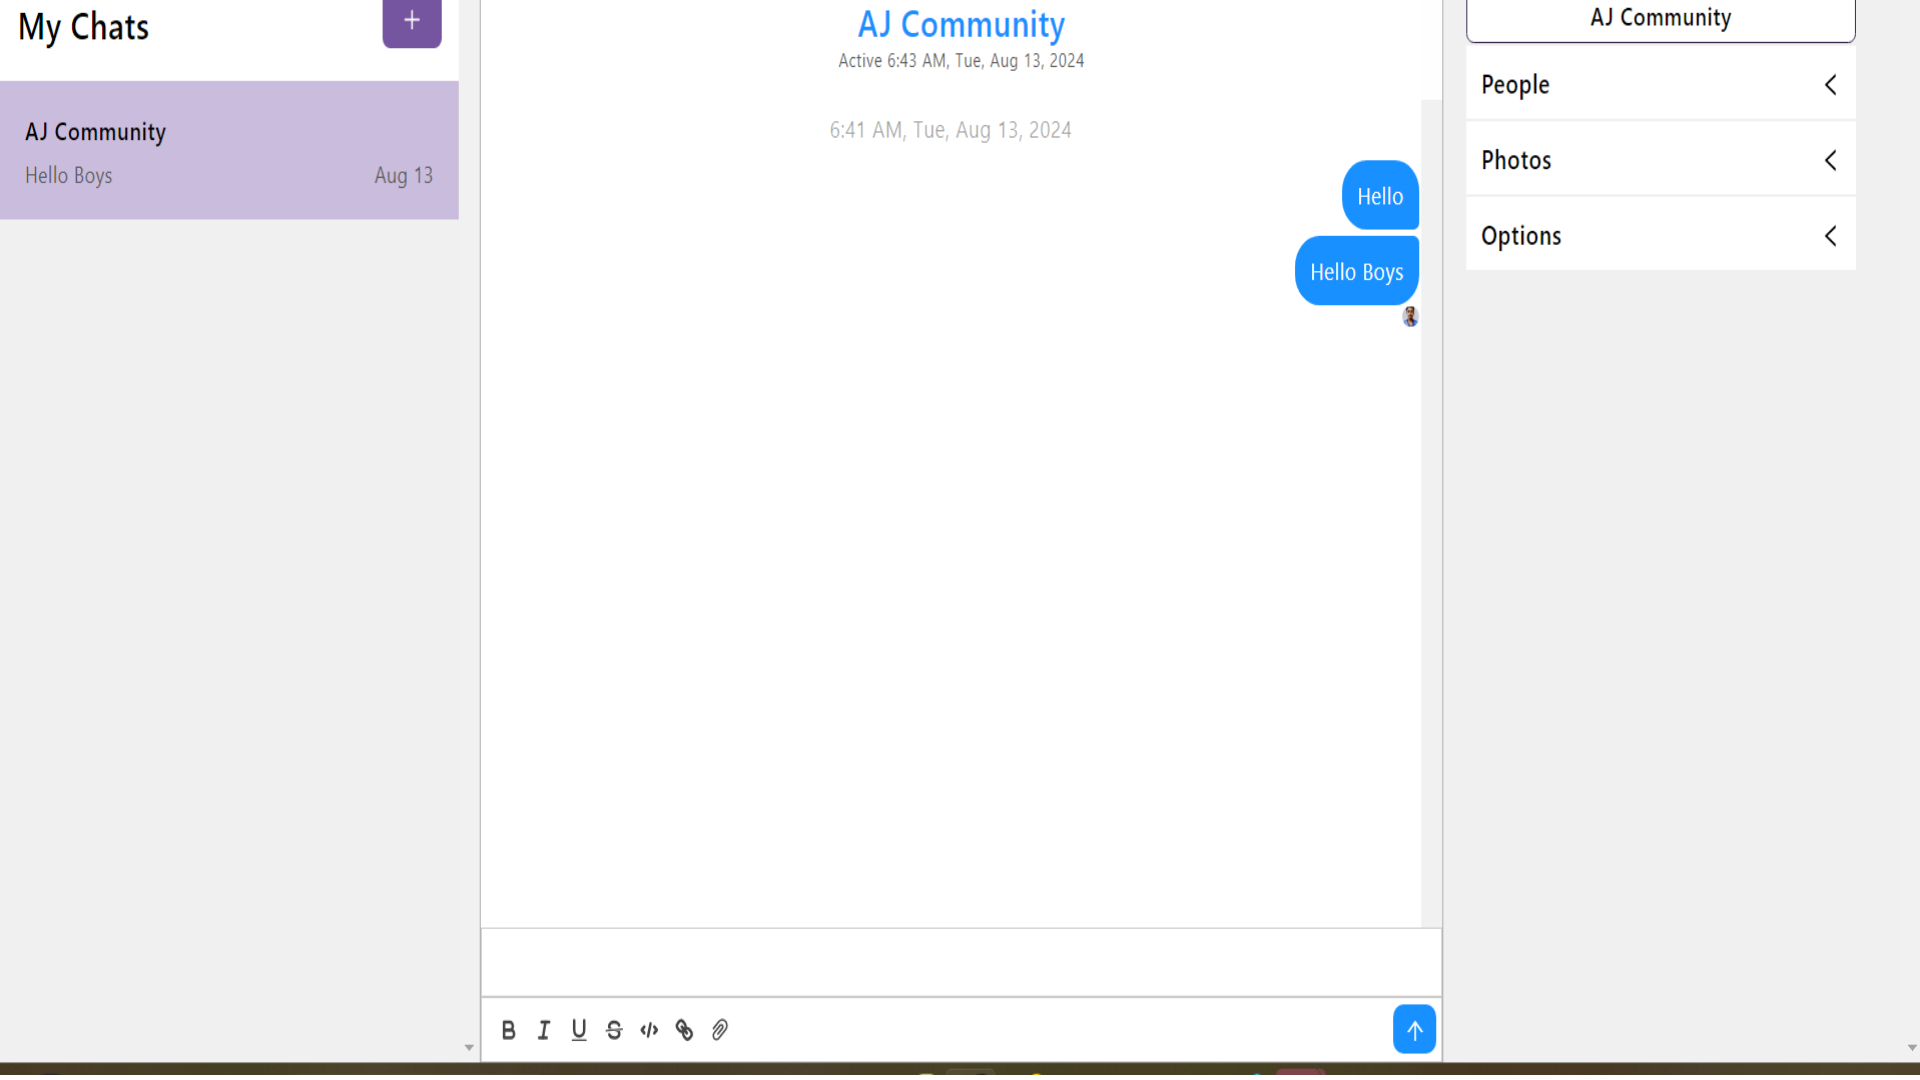 My Chats
+
AJ Community
Hello Boys
Aug 13
AJ Community
Active 6:43 AM, Tue, Aug 13, 2024
6:41 AM, Tue, Aug 13, 2024
Hello
Hello Boys
B I U S </>
AJ Community
People
Photos
Options